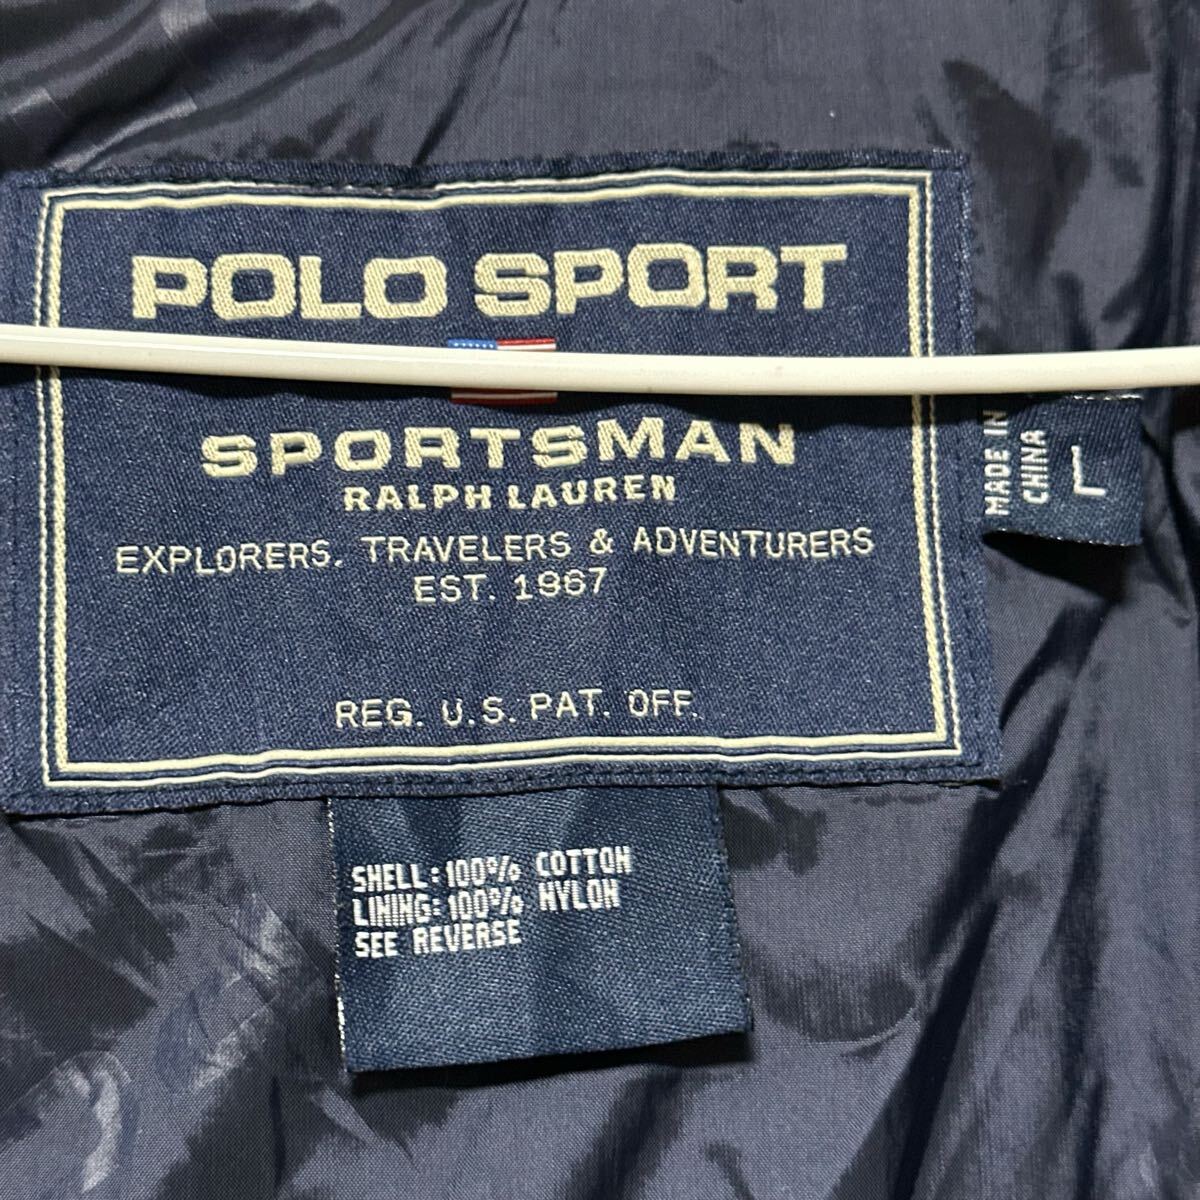 POLO SPORT
SPORTSMAN
RALPH LAUREN
EXPLORERS, TRAVELERS & ADVENTURERS
EST. 1967
REG. U.S. PAT. OFF.
MADE IN
CHINA
L
SHELL: 100% COTTON
LINING: 100% NYLON
SEE REVERSE